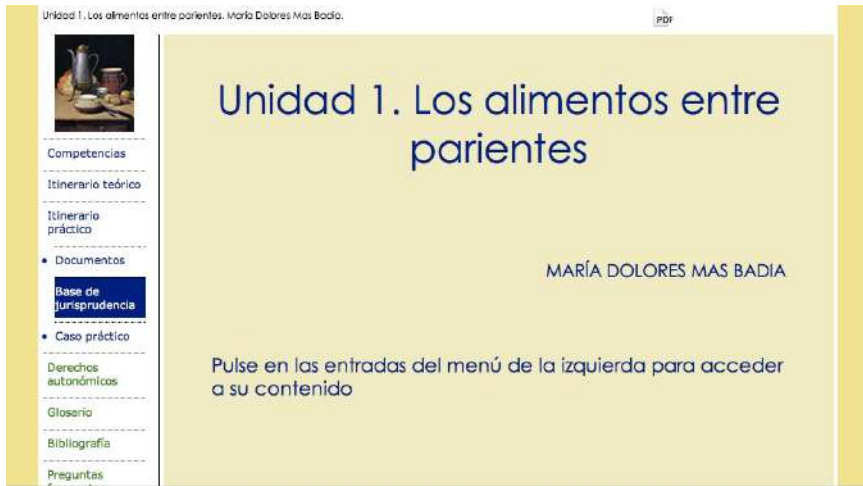 Unidad 1. Los alimentos entre parientes. María Dolores Mas Badia.
PDF
Competencias
Itinerario teórico
Itinerario
práctico
• Documentos
Base de
jurisprudencia
• Caso práctico
Derechos
autonómicos
Glosario
Bibliografía
Preguntas
Unidad 1. Los alimentos entre
parientes
MARÍA DOLORES MAS BADIA
Pulse en las entradas del menú de la izquierda para acceder
a su contenido